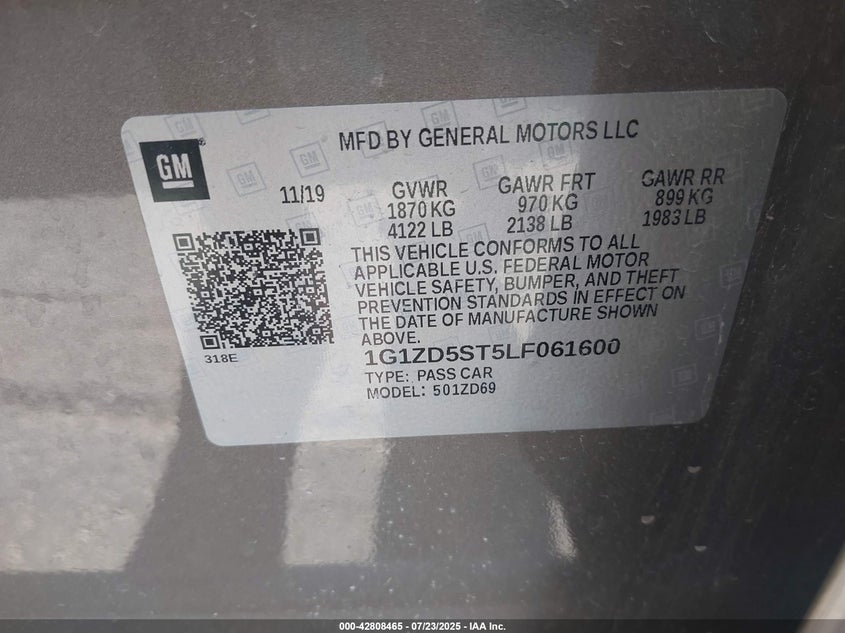 MFD BY GENERAL MOTORS LLC
GM
11/19
GVWR GAWR FRT GAWR RR
1870 KG 970 KG 899 KG
4122 LB 2138 LB 1983 LB
THIS VEHICLE CONFORMS TO ALL
APPLICABLE U.S. FEDERAL MOTOR
VEHICLE SAFETY, BUMPER, AND THEFT
PREVENTION STANDARDS IN EFFECT ON
THE DATE OF MANUFACTURE SHOWN
ABOVE.
318E
1G1ZD5ST5LF061600
TYPE: PASS CAR
MODEL: 501ZD69
000-42808465 - 07/23/2025 - IAA Inc.